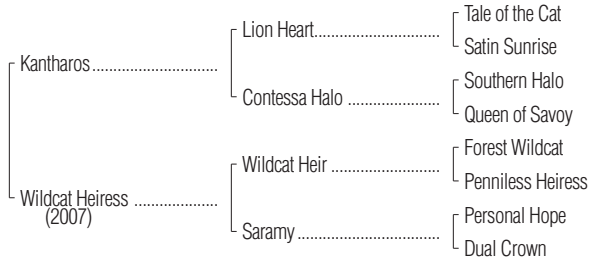 Tale of the Cat
Lion Heart
Satin Sunrise
Kantharos
Southern Halo
Contessa Halo
Queen of Savoy
Forest Wildcat
Wildcat Heir
Penniless Heiress
Wildcat Heiress
(2007)
Personal Hope
Saramy
Dual Crown